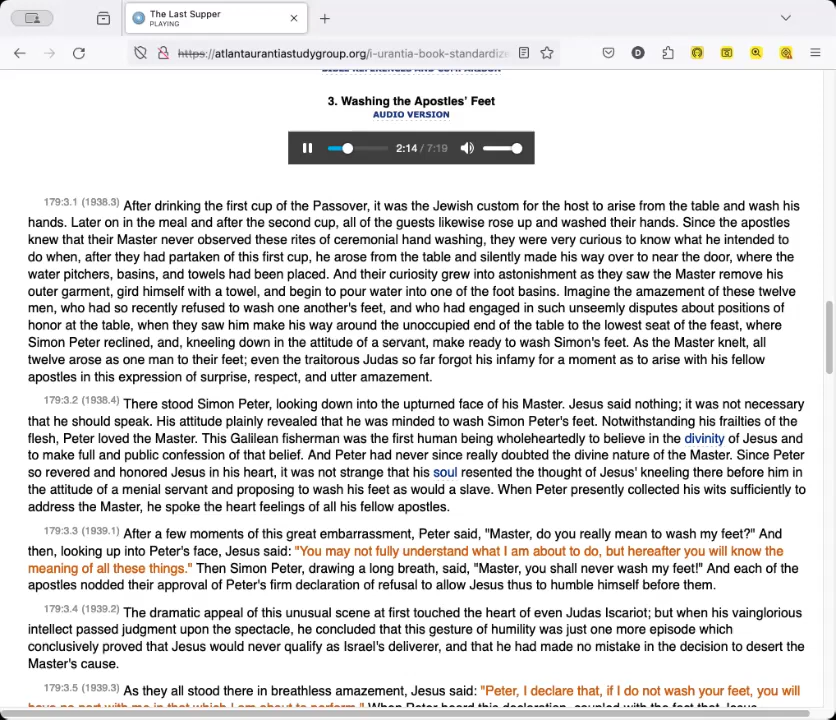 The Last Supper
PLAYING
https://atlantaurantiastudygroup.org/i-urantia-book-standardize
BIBLE REFERENCES AND COMPARISON
3. Washing the Apostles' Feet
AUDIO VERSION
2:14 / 7:19
179:3.1 (1938.3) After drinking the first cup of the Passover, it was the Jewish custom for the host to arise from the table and wash his
hands. Later on in the meal and after the second cup, all of the guests likewise rose up and washed their hands. Since the apostles
knew that their Master never observed these rites of ceremonial hand washing, they were very curious to know what he intended to
do when, after they had partaken of this first cup, he arose from the table and silently made his way over to near the door, where the
water pitchers, basins, and towels had been placed. And their curiosity grew into astonishment as they saw the Master remove his
outer garment, gird himself with a towel, and begin to pour water into one of the foot basins. Imagine the amazement of these twelve
men, who had so recently refused to wash one another's feet, and who had engaged in such unseemly disputes about positions of
honor at the table, when they saw him make his way around the unoccupied end of the table to the lowest seat of the feast, where
Simon Peter reclined, and, kneeling down in the attitude of a servant, make ready to wash Simon's feet. As the Master knelt, all
twelve arose as one man to their feet; even the traitorous Judas so far forgot his infamy for a moment as to arise with his fellow
apostles in this expression of surprise, respect, and utter amazement.
179:3.2 (1938.4) There stood Simon Peter, looking down into the upturned face of his Master. Jesus said nothing; it was not necessary
that he should speak. His attitude plainly revealed that he was minded to wash Simon Peter's feet. Notwithstanding his frailties of the
flesh, Peter loved the Master. This Galilean fisherman was the first human being wholeheartedly to believe in the divinity of Jesus and
to make full and public confession of that belief. And Peter had never since really doubted the divine nature of the Master. Since Peter
so revered and honored Jesus in his heart, it was not strange that his soul resented the thought of Jesus' kneeling there before him in
the attitude of a menial servant and proposing to wash his feet as would a slave. When Peter presently collected his wits sufficiently to
address the Master, he spoke the heart feelings of all his fellow apostles.
179:3.3 (1939.1) After a few moments of this great embarrassment, Peter said, "Master, do you really mean to wash my feet?" And
then, looking up into Peter's face, Jesus said: "You may not fully understand what I am about to do, but hereafter you will know the
meaning of all these things." Then Simon Peter, drawing a long breath, said, "Master, you shall never wash my feet!" And each of the
apostles nodded their approval of Peter's firm declaration of refusal to allow Jesus thus to humble himself before them.
179:3.4 (1939.2) The dramatic appeal of this unusual scene at first touched the heart of even Judas Iscariot; but when his vainglorious
intellect passed judgment upon the spectacle, he concluded that this gesture of humility was just one more episode which
conclusively proved that Jesus would never qualify as Israel's deliverer, and that he had made no mistake in the decision to desert the
Master's cause.
179:3.5 (1939.3) As they all stood there in breathless amazement, Jesus said: "Peter, I declare that, if I do not wash your feet, you will
have no part with me in that which I am about to perform." When Peter heard this declaration, coupled with the fact that Jesus